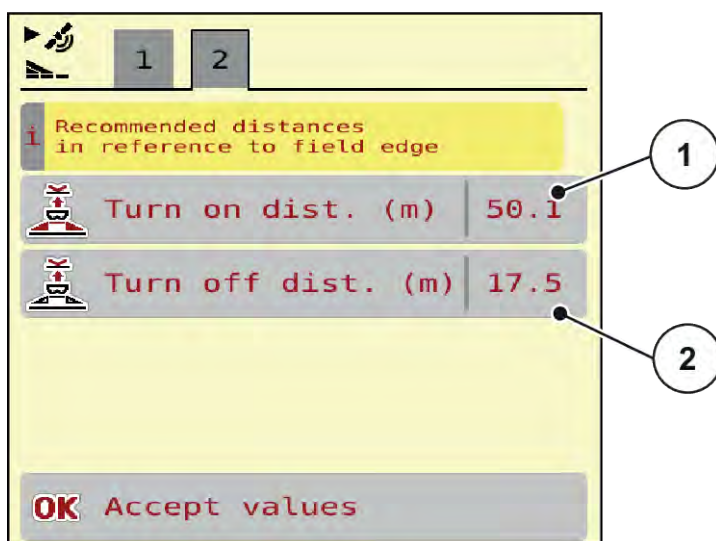 1 2
i Recommended distances
in reference to field edge
Turn on dist. (m) 50.1
1
Turn off dist. (m) 17.5
2
OK Accept values